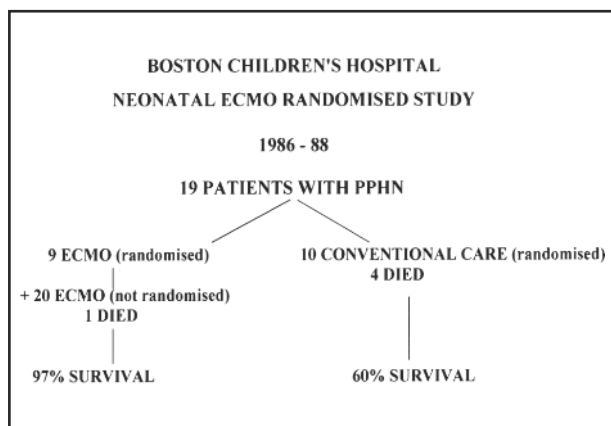 BOSTON CHILDREN'S HOSPITAL
NEONATAL ECMO RANDOMISED STUDY
1986 - 88
19 PATIENTS WITH PPHN
9 ECMO (randomised)
+ 20 ECMO (not randomised)
1 DIED
97% SURVIVAL
10 CONVENTIONAL CARE (randomised)
4 DIED
60% SURVIVAL